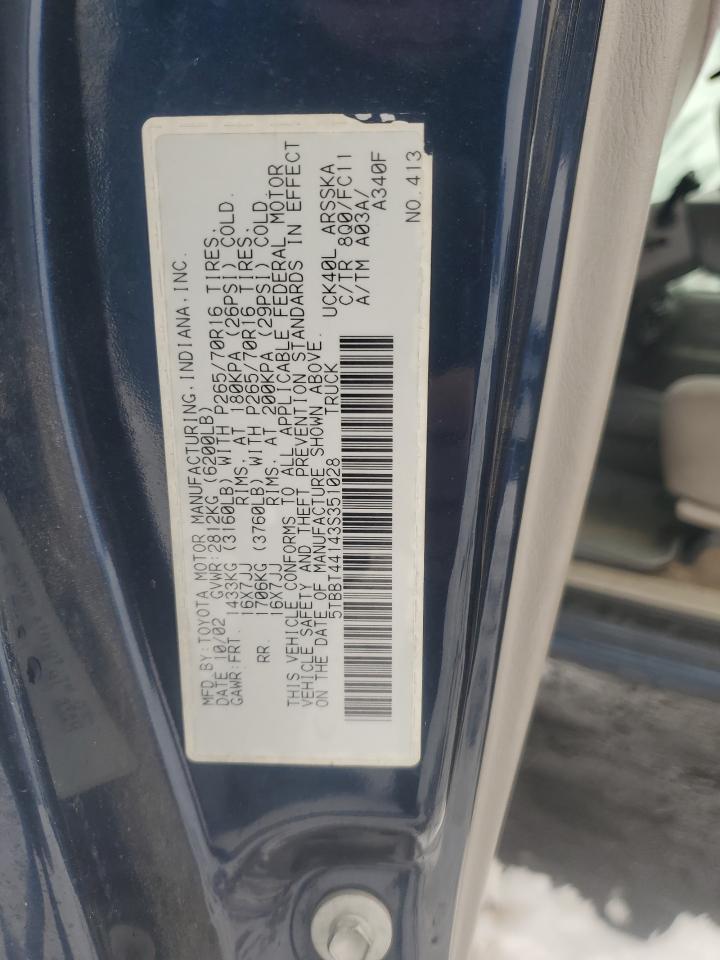 MFD.BY:TOYOTA MOTOR MANUFACTURING,INDIANA,INC.
DATE 10/02 GVWR:2812KG (6200LB)
GAWR:FRT. 1433KG (3160LB) WITH P265/70R16 TIRES.
16X7JJ RIMS. AT 180KPA (26PSI) COLD.
RR. 1706KG (3760LB) WITH P265/70R16 TIRES.
16X7JJ RIMS. AT 200KPA (29PSI) COLD.
THIS VEHICLE CONFORMS TO ALL APPLICABLE FEDERAL MOTOR
VEHICLE SAFETY AND THEFT PREVENTION STANDARDS IN EFFECT
ON THE DATE OF MANUFACTURE SHOWN ABOVE.
5TBBT44143S351028 TRUCK
UCK40L ARSSKA
C/TR 8Q0/FC11
A/TM A03A/
A340F
NO.413